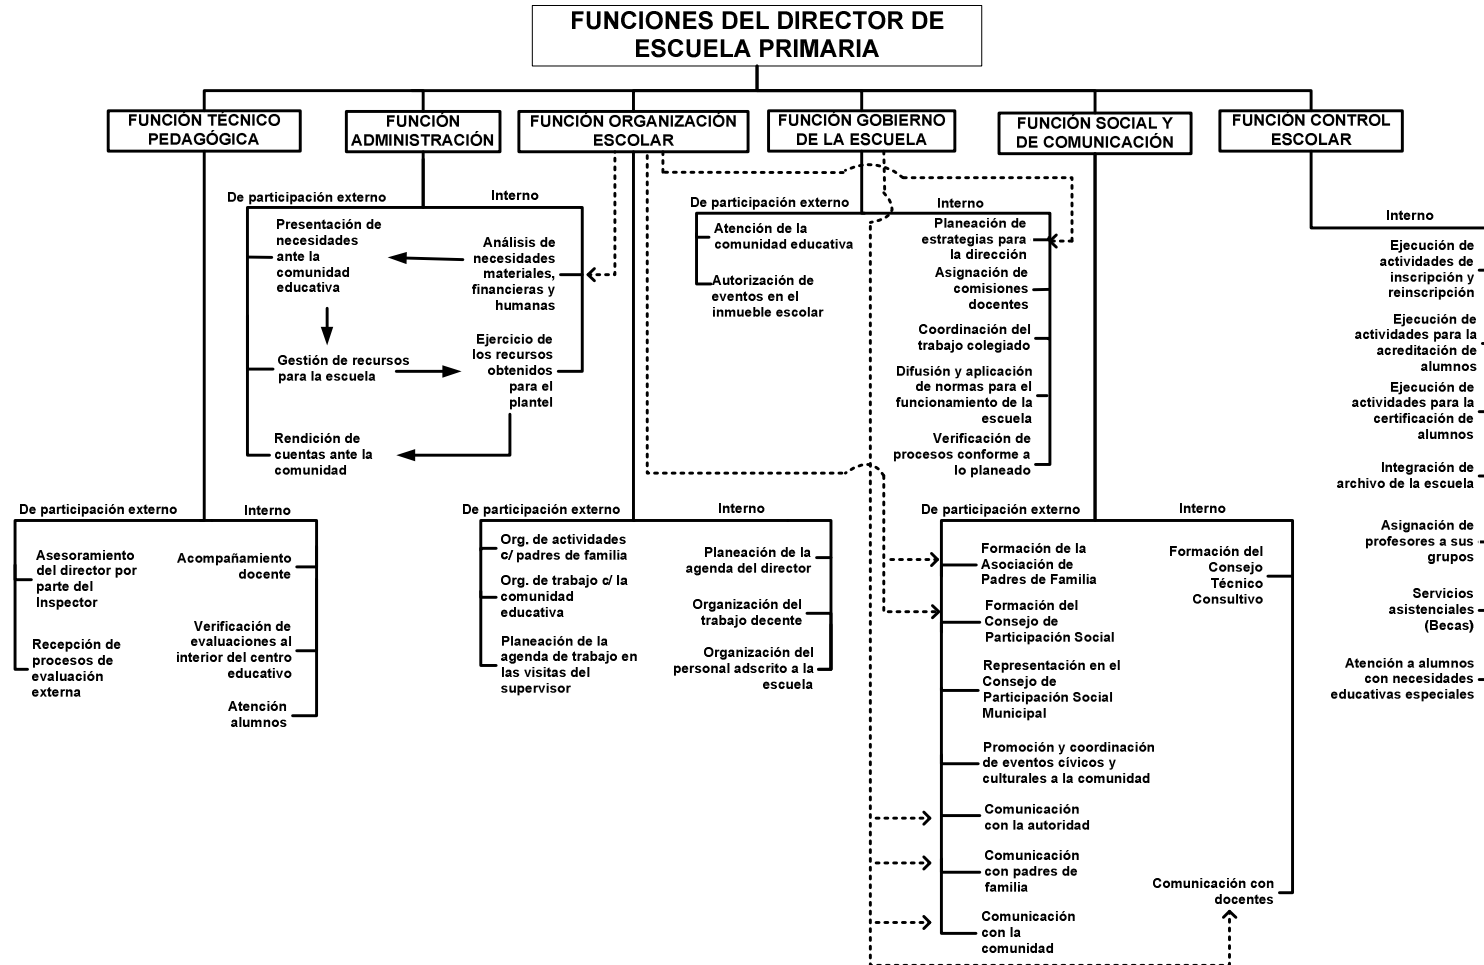 FUNCIONES DEL DIRECTOR DE
ESCUELA PRIMARIA
FUNCIÓN TÉCNICO
PEDAGÓGICA
FUNCIÓN
ADMINISTRACIÓN
FUNCIÓN ORGANIZACIÓN
ESCOLAR
FUNCIÓN GOBIERNO
DE LA ESCUELA
FUNCIÓN SOCIAL Y
DE COMUNICACIÓN
FUNCIÓN CONTROL
ESCOLAR
De participación externo
Interno
Presentación de
necesidades
ante la
comunidad
educativa
Gestión de recursos
para la escuela
Rendición de
cuentas ante la
comunidad
Análisis de
necesidades
materiales,
financieras y
humanas
Ejercicio de
los recursos
obtenidos
para el
plantel
De participación externo
Interno
Atención de la
comunidad educativa
Autorización de
eventos en el
inmueble escolar
Planeación de
estrategias para
la dirección
Asignación de
comisiones
docentes
Coordinación del
trabajo colegiado
Difusión y aplicación
de normas para el
funcionamiento de la
escuela
Verificación de
procesos conforme a
lo planeado
Interno
Ejecución de
actividades de
inscripción y
reinscripción
Ejecución de
actividades para la
acreditación de
alumnos
Ejecución de
actividades para la
certificación de
alumnos
Integración de
archivo de la escuela
Asignación de
profesores a sus
grupos
Servicios
asistenciales
(Becas)
Atención a alumnos
con necesidades
educativas especiales
De participación externo
Interno
Asesoramiento
del director por
parte del
Inspector
Recepción de
procesos de
evaluación
externa
Acompañamiento
docente
Verificación de
evaluaciones al
interior del centro
educativo
Atención
alumnos
De participación externo
Interno
Org. de actividades
c/ padres de familia
Org. de trabajo c/ la
comunidad
educativa
Planeación de la
agenda de trabajo en
las visitas del
supervisor
Planeación de la
agenda del director
Organización del
trabajo decente
Organización del
personal adscrito a la
escuela
De participación externo
Interno
Formación de la
Asociación de
Padres de Familia
Formación del
Consejo de
Participación Social
Representación en el
Consejo de
Participación Social
Municipal
Promoción y coordinación
de eventos cívicos y
culturales a la comunidad
Comunicación
con la autoridad
Comunicación
con padres de
familia
Comunicación
con la
comunidad
Formación del
Consejo
Técnico
Consultivo
Comunicación con
docentes